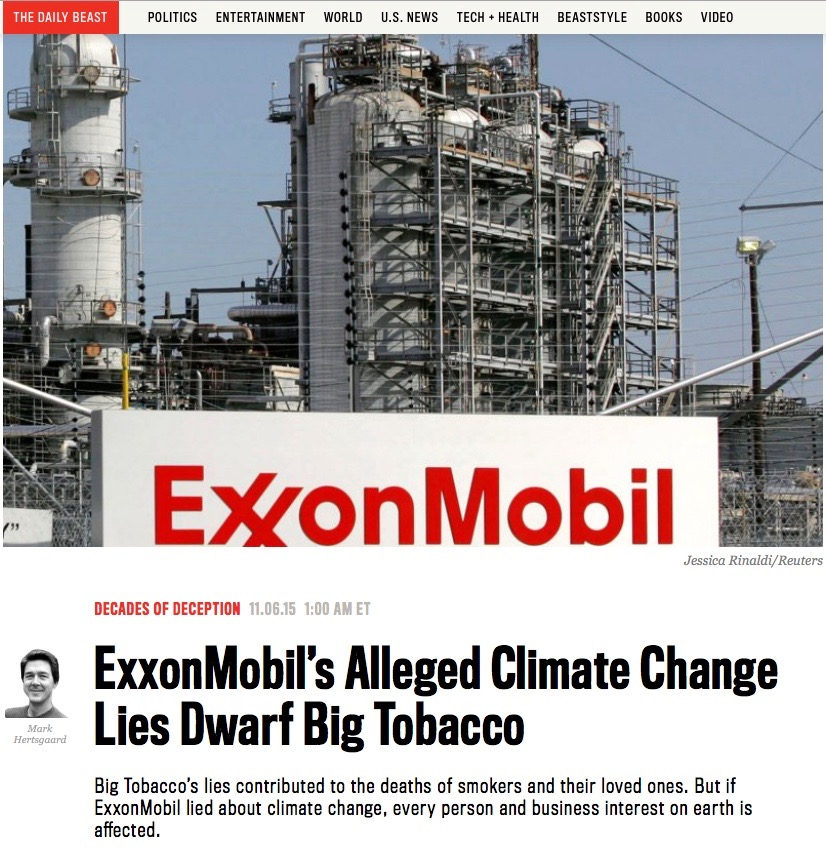 THE DAILY BEAST POLITICS ENTERTAINMENT WORLD U.S. NEWS TECH + HEALTH BEASTSTYLE BOOKS VIDEO
ExxonMobil
Y”
Jessica Rinaldi/Reuters
DECADES OF DECEPTION 11.06.15 1:00 AM ET
ExxonMobil’s Alleged Climate Change
Lies Dwarf Big Tobacco
Mark
Hertsgaard
Big Tobacco’s lies contributed to the deaths of smokers and their loved ones. But if
ExxonMobil lied about climate change, every person and business interest on earth is
affected.